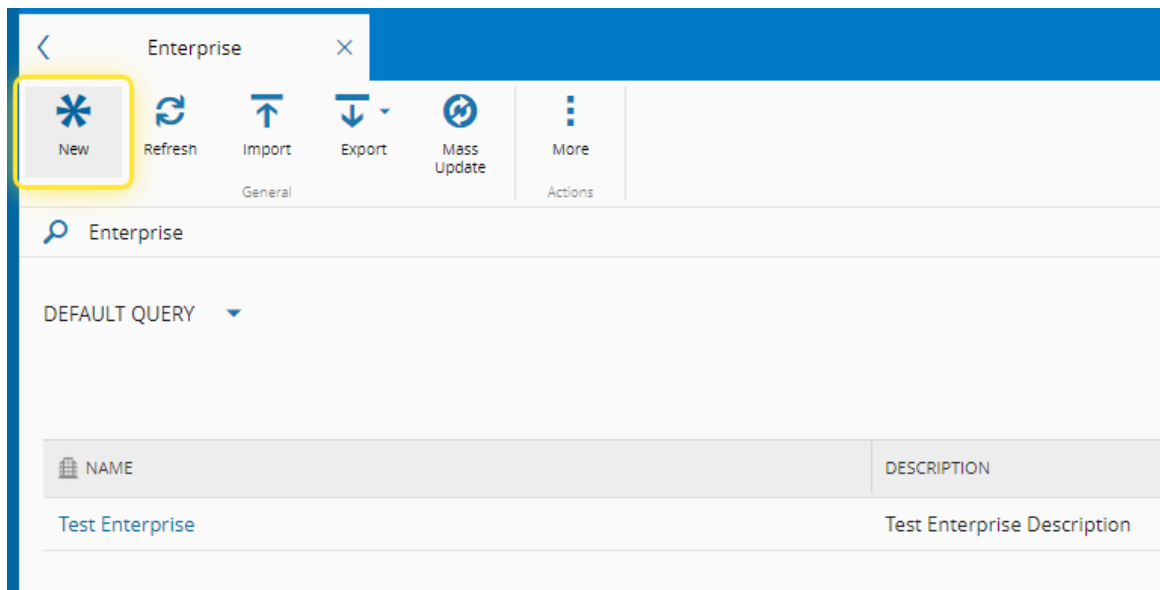 Enterprise
New
Refresh
Import
Export
Mass
Update
More
General
Actions
Enterprise
DEFAULT QUERY
NAME
DESCRIPTION
Test Enterprise
Test Enterprise Description